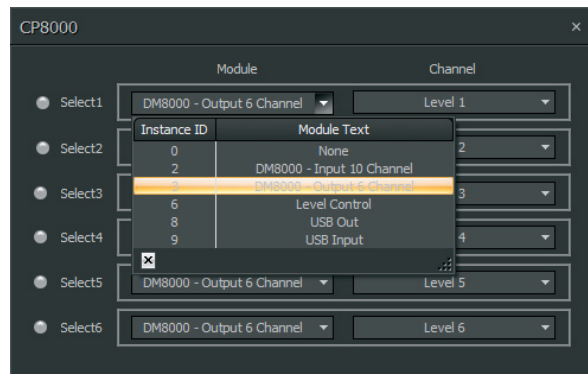 CP8000 ×
Module Channel
Select1 DM8000 - Output 6 Channel Level 1
Instance ID Module Text
0 None
Select2 2
2 DM8000 - Input 10 Channel
3 DM8000 - Output 6 Channel
Select3 3
6 Level Control
8 USB Out
Select4 4
9 USB Input
Select5 DM8000 - Output 6 Channel Level 5
Select6 DM8000 - Output 6 Channel Level 6